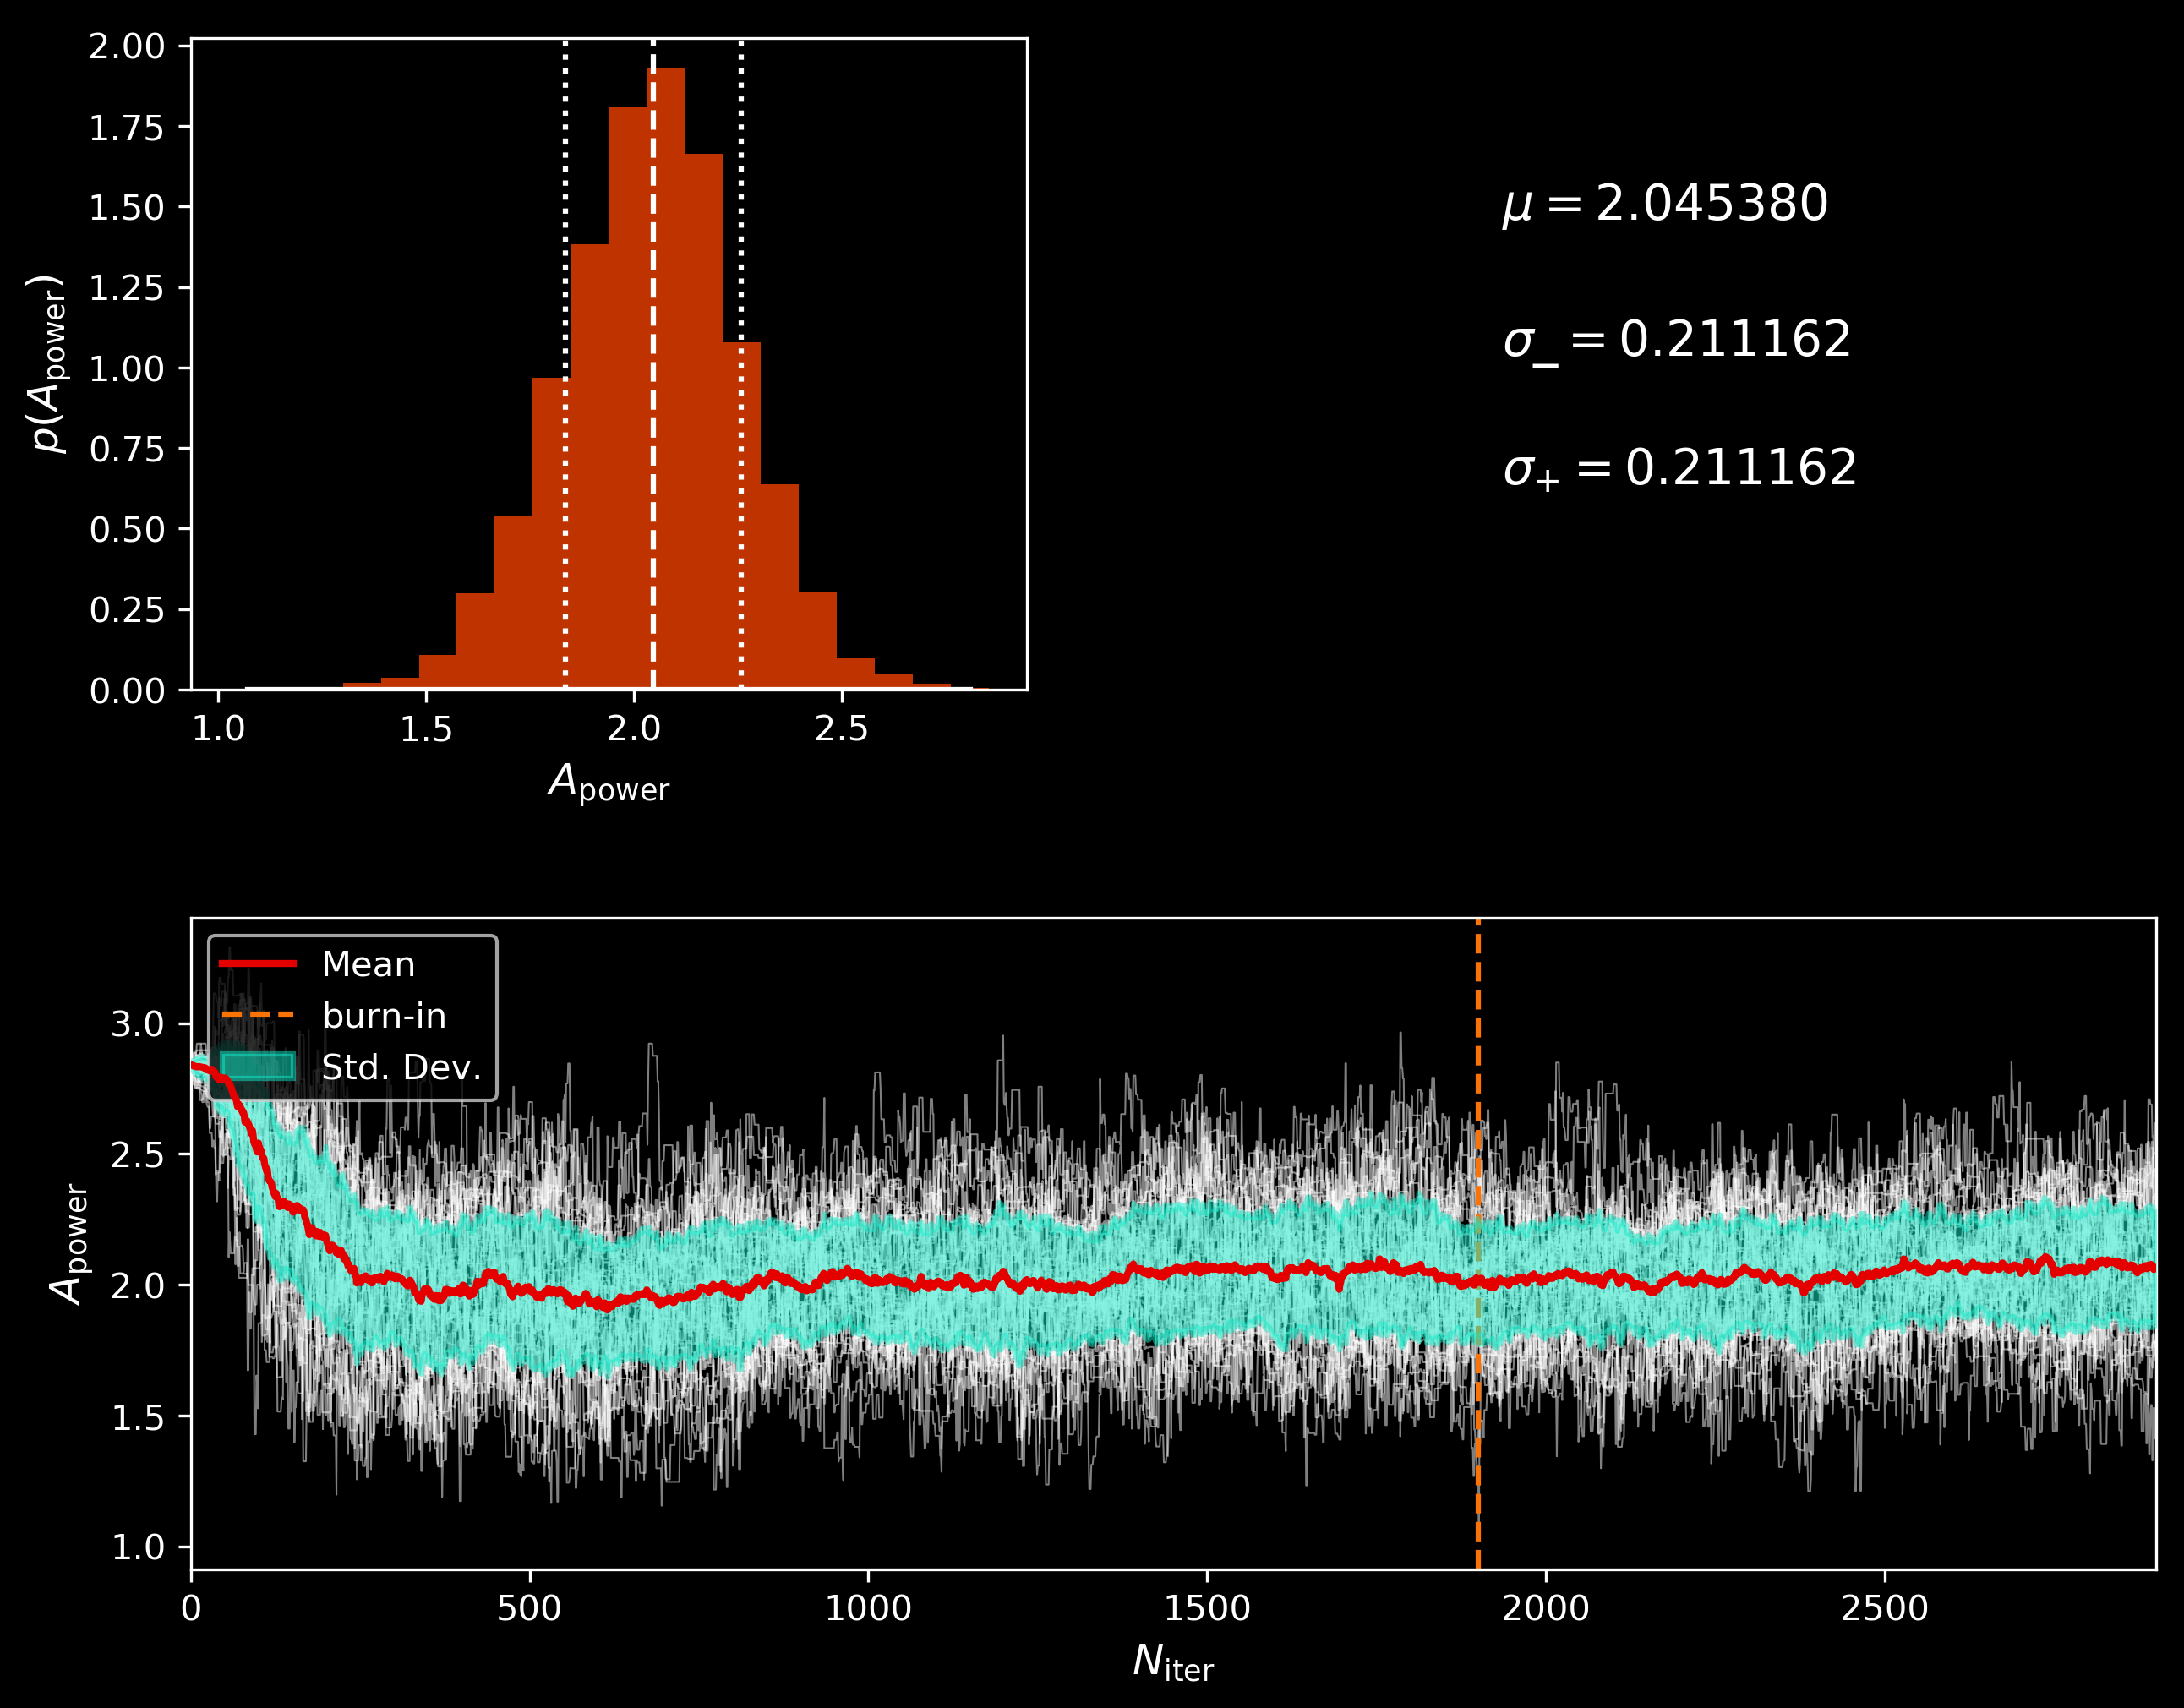 2.00
1.75
1.50
1.25
1.00
0.75
0.50
0.25
0.00
p(A_power)
1.0 1.5 2.0 2.5
A_power
μ = 2.045380
σ_− = 0.211162
σ_+ = 0.211162
Mean
burn-in
Std. Dev.
3.0
2.5
2.0
1.5
1.0
A_power
0 500 1000 1500 2000 2500
N_iter